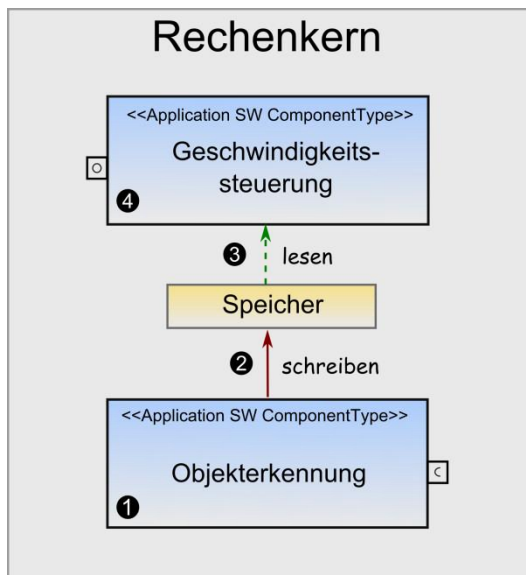 Rechenkern
<<Application SW ComponentType>>
Geschwindigkeits-
steuerung
4
3 lesen
Speicher
2 schreiben
<<Application SW ComponentType>>
Objekterkennung
1